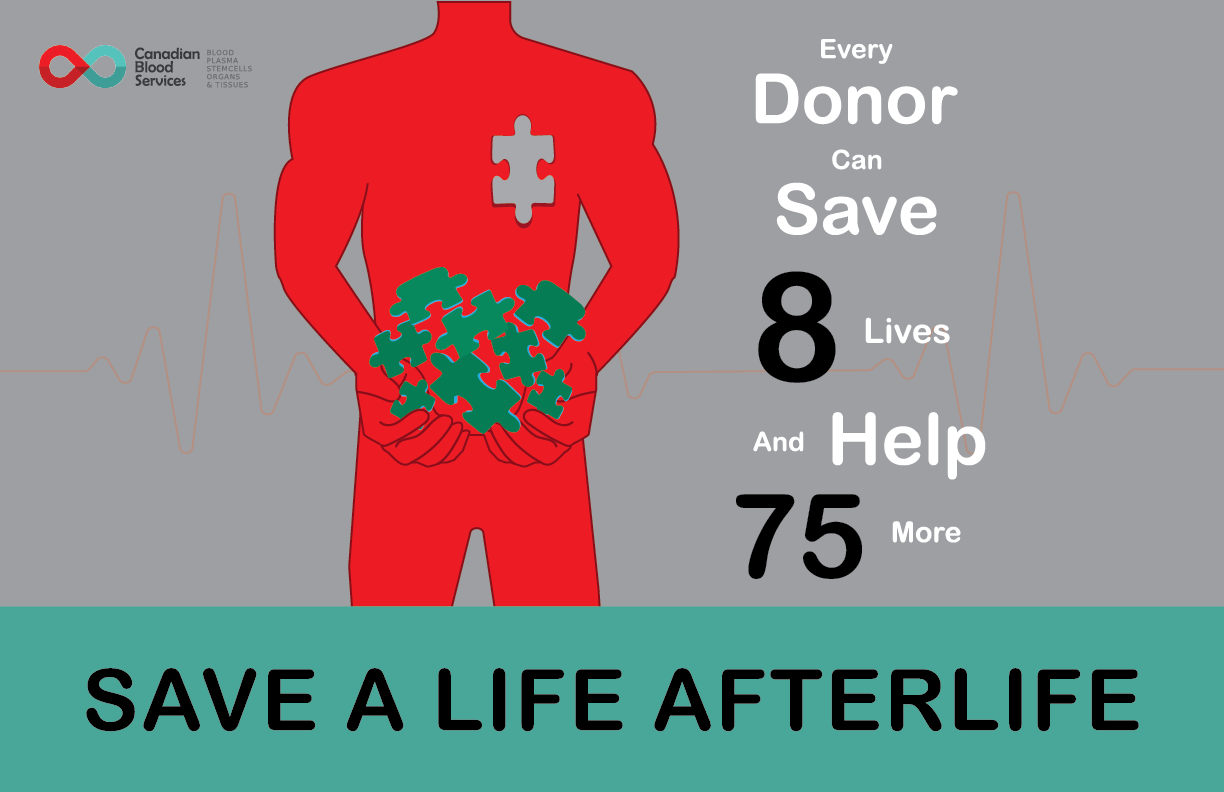 Canadian
Blood
Services
BLOOD
PLASMA
STEMCELLS
ORGANS
& TISSUES
Every
Donor
Can
Save
8 Lives
And Help
75 More
SAVE A LIFE AFTERLIFE